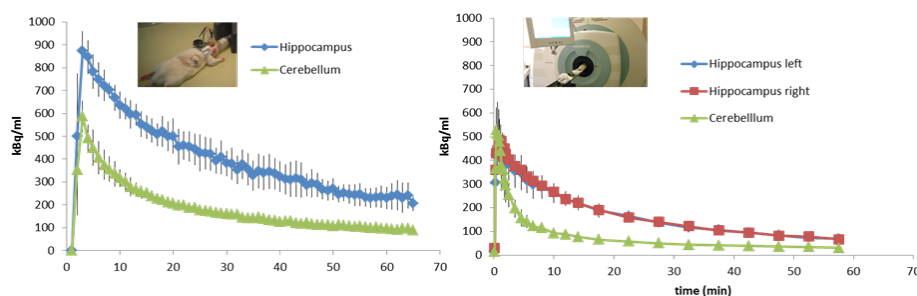 1000
900
800
700
600
500
400
300
200
100
0
kBq/ml
Hippocampus
Cerebellum
0 10 20 30 40 50 60 70
1000
900
800
700
600
500
400
300
200
100
0
kBq/ml
Hippocampus left
Hippocampus right
Cerebelllum
0 10 20 30 40 50 60 70
time (min)